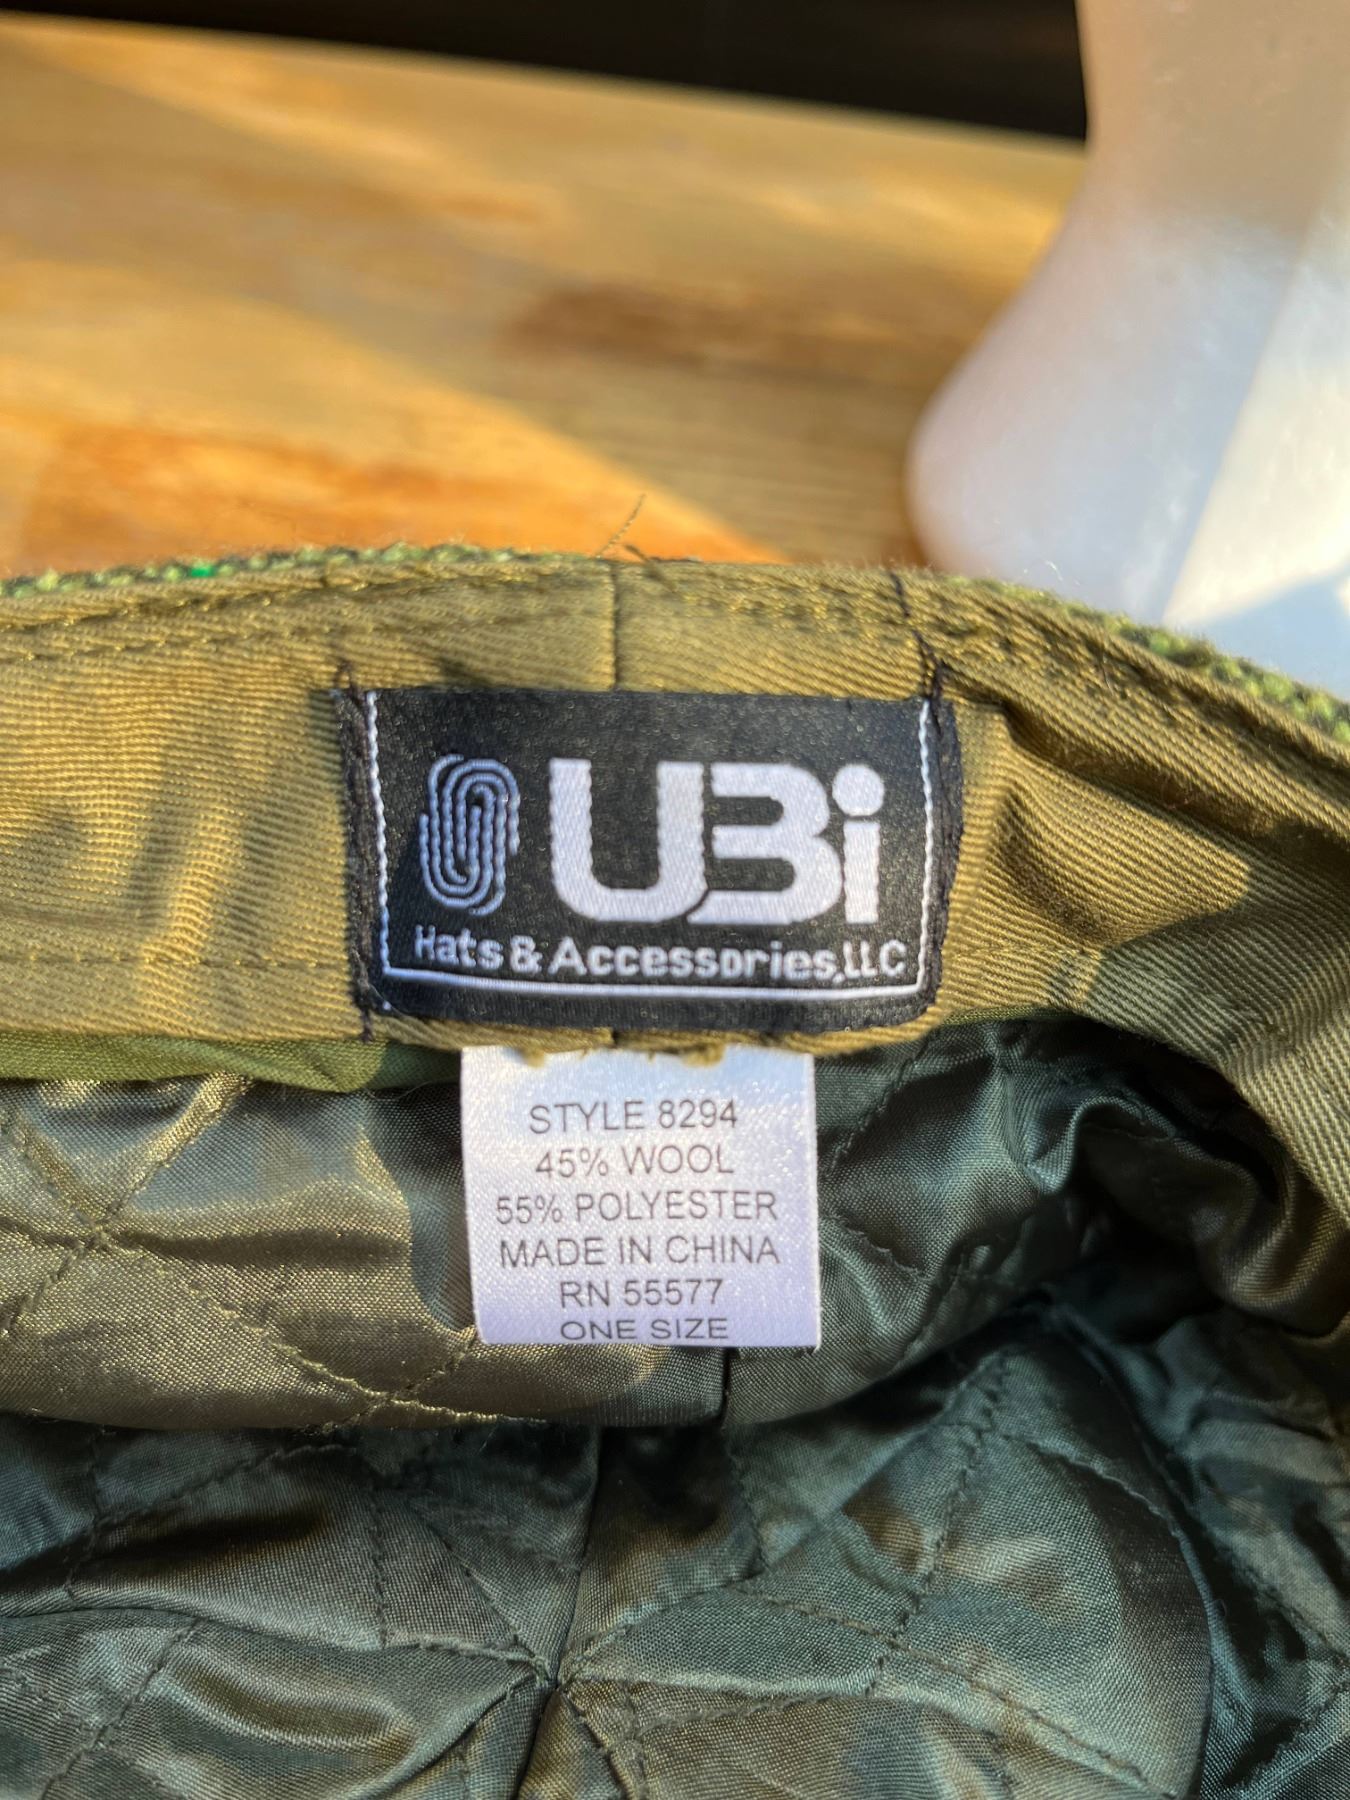 UBi
Hats & Accessories,LLC
STYLE 8294
45% WOOL
55% POLYESTER
MADE IN CHINA
RN 55577
ONE SIZE